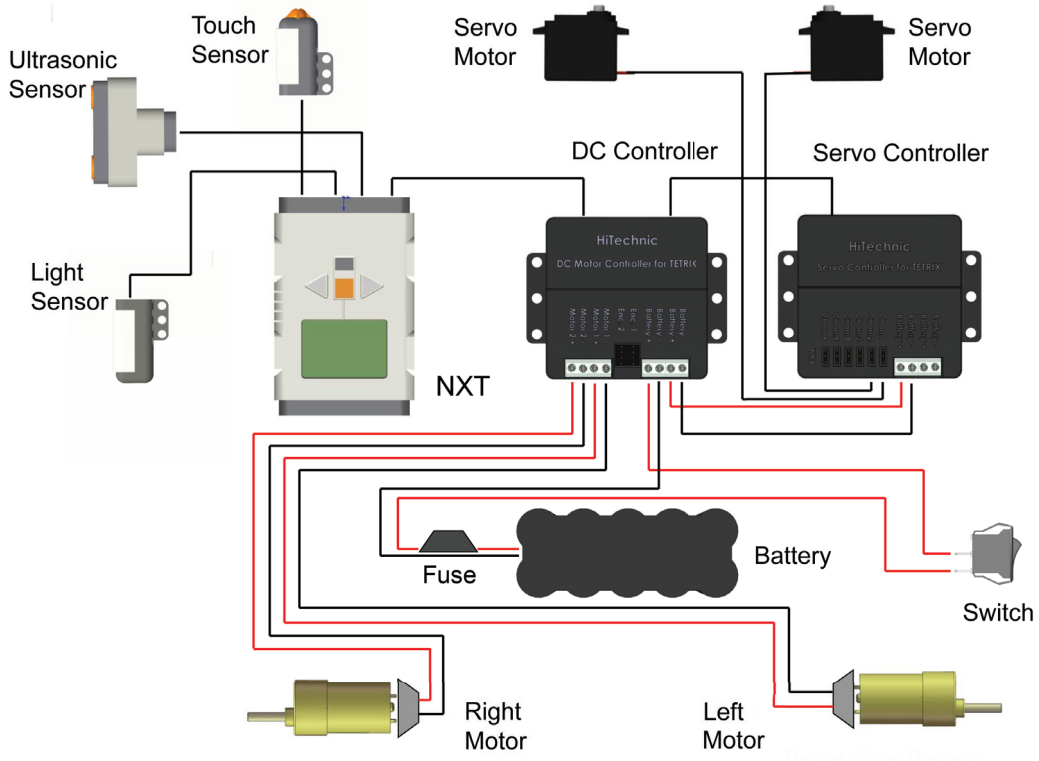 Touch
Sensor
Ultrasonic
Sensor
Servo
Motor
Servo
Motor
DC Controller
Servo Controller
HiTechnic
DC Motor Controller for TETRIX
HiTechnic
Servo Controller for TETRIX
Light
Sensor
Motor 2 +
Motor 2
Motor 1 +
Motor 1
Enc 2
Enc 1
Battery +
Battery
Battery +
Battery
NXT
Fuse
Battery
Switch
Right
Motor
Left
Motor